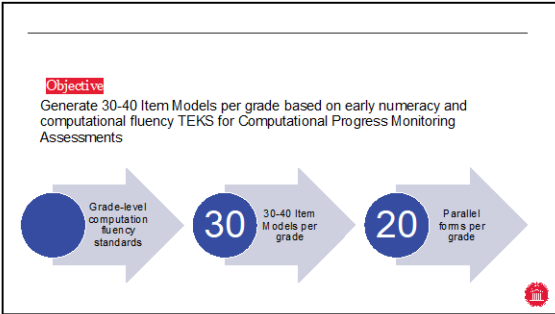 Objective
Generate 30-40 Item Models per grade based on early numeracy and
computational fluency TEKS for Computational Progress Monitoring
Assessments
Grade-level
computation
fluency
standards
30
30-40 Item
Models per
grade
20
Parallel
forms per
grade